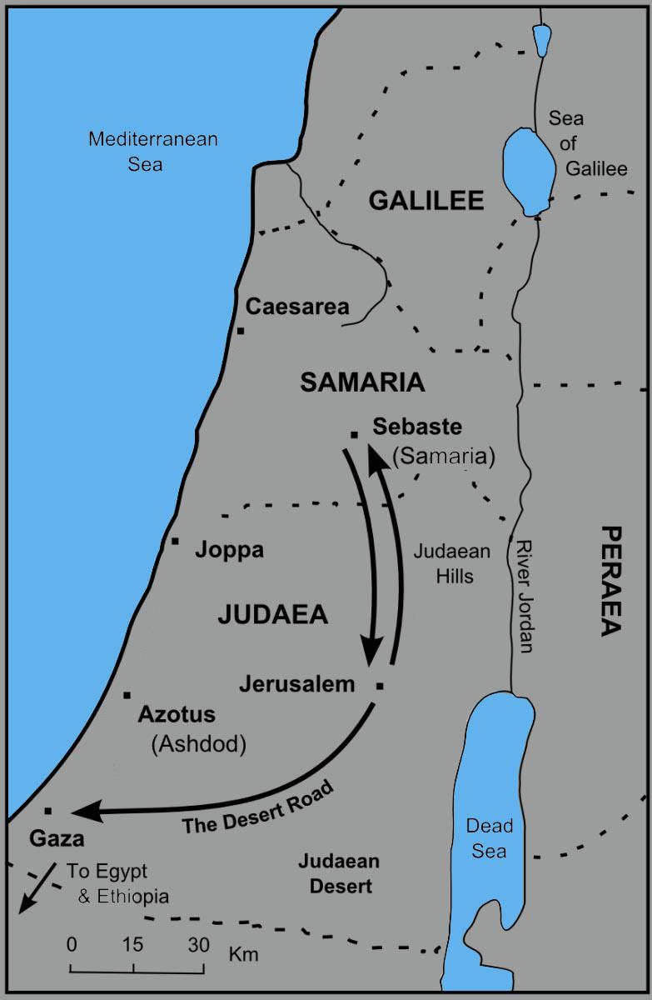 Mediterranean
Sea
Sea
of
Galilee
GALILEE
Caesarea
SAMARIA
Sebaste
(Samaria)
Joppa
Judaean
Hills
River Jordan
PERAEA
JUDAEA
Jerusalem
Azotus
(Ashdod)
The Desert Road
Gaza
Dead
Sea
To Egypt
& Ethiopia
Judaean
Desert
0 15 30 Km